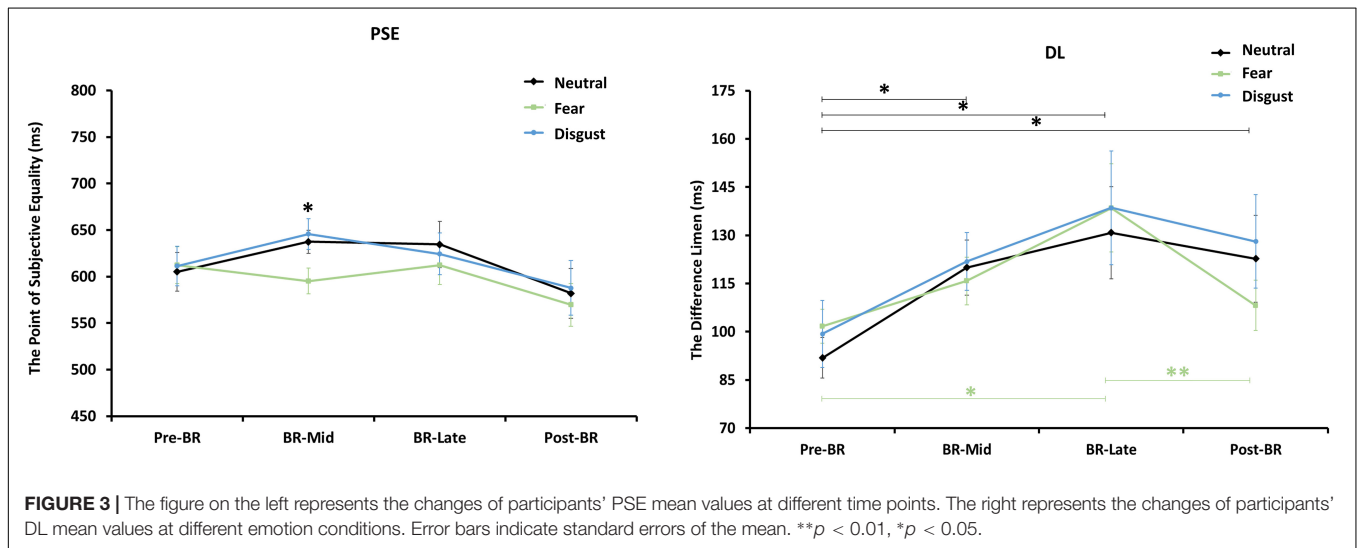 PSE
Neutral
Fear
Disgust
The Point of Subjective Equality (ms)
800
750
700
650
600
550
500
450
*
Pre-BR
BR-Mid
BR-Late
Post-BR
DL
Neutral
Fear
Disgust
The Difference Limen (ms)
175
160
145
130
115
100
85
70
*
*
*
*
**
Pre-BR
BR-Mid
BR-Late
Post-BR
FIGURE 3 | The figure on the left represents the changes of participants’ PSE mean values at different time points. The right represents the changes of participants’
DL mean values at different emotion conditions. Error bars indicate standard errors of the mean. **p < 0.01, *p < 0.05.